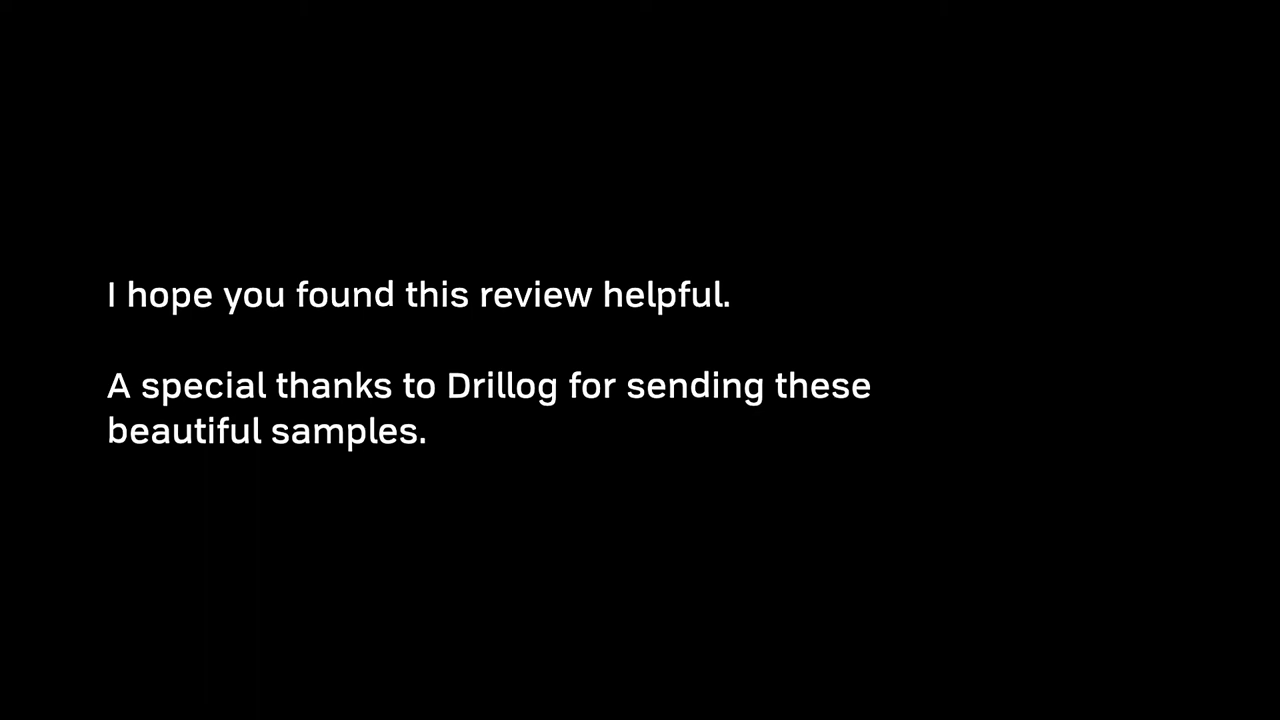 I hope you found this review helpful.
A special thanks to Drillog for sending these
beautiful samples.